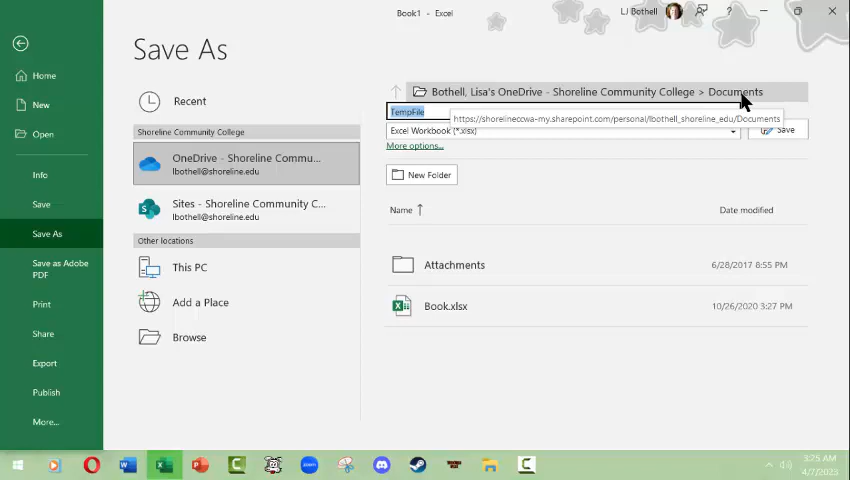 Book1 - Excel
LJ Bothell
?
Save As
Home
New
Open
Info
Save
Save As
Save as Adobe
PDF
Print
Share
Export
Publish
More...
Recent
Shoreline Community College
OneDrive - Shoreline Commu...
lbothell@shoreline.edu
Sites - Shoreline Community C...
lbothell@shoreline.edu
Other locations
This PC
Add a Place
Browse
Bothell, Lisa's OneDrive - Shoreline Community College > Documents
TempFile
https://shorelineccwa-my.sharepoint.com/personal/lbothell_shoreline_edu/Documents
Excel Workbook (*.xlsx)
Save
More options...
New Folder
Name ↑ Date modified
Attachments 6/28/2017 8:55 PM
Book.xlsx 10/26/2020 3:27 PM
zoom
3:25 AM
4/7/2023